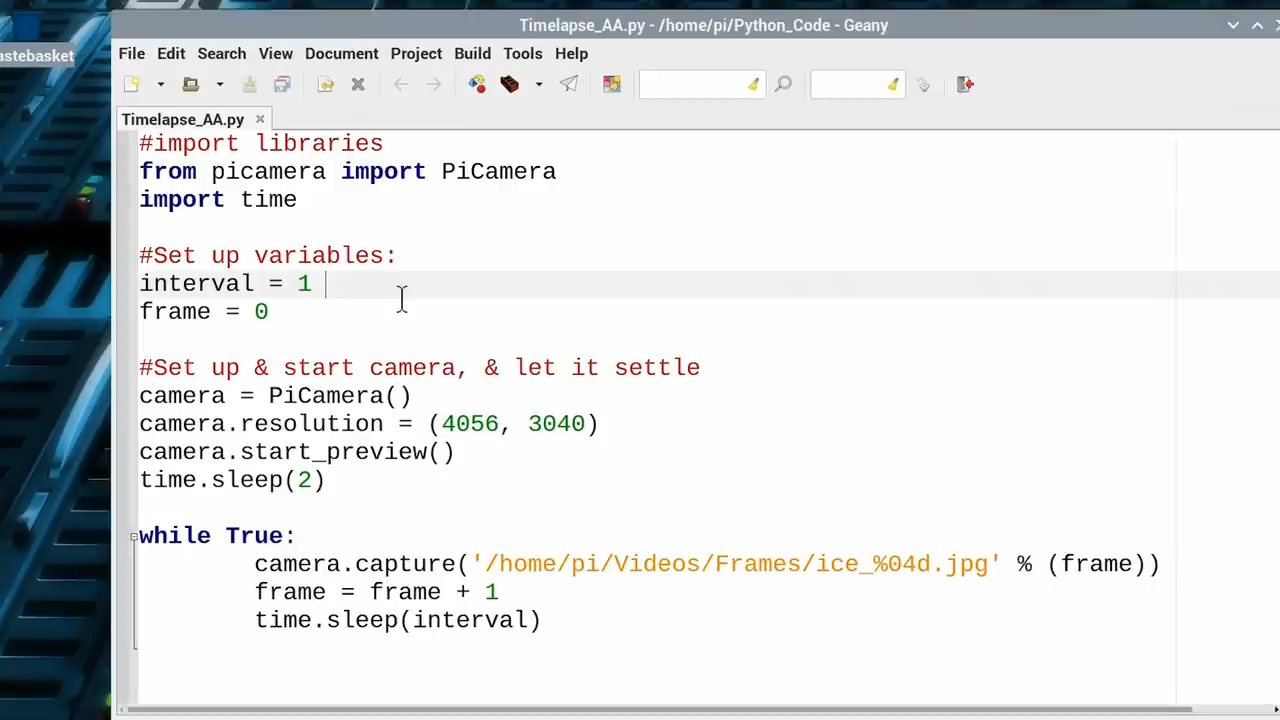 Timelapse_AA.py - /home/pi/Python_Code - Geany
astebasket
File Edit Search View Document Project Build Tools Help
Timelapse_AA.py
#import libraries
from picamera import PiCamera
import time
#Set up variables:
interval = 1
frame = 0
#Set up & start camera, & let it settle
camera = PiCamera()
camera.resolution = (4056, 3040)
camera.start_preview()
time.sleep(2)
while True:
camera.capture('/home/pi/Videos/Frames/ice_%04d.jpg' % (frame))
frame = frame + 1
time.sleep(interval)